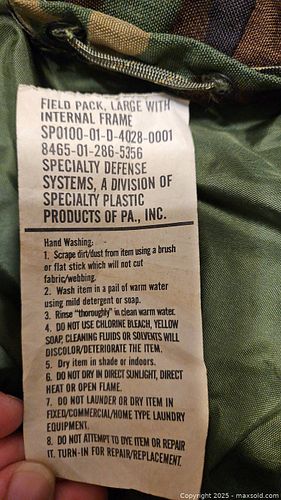 FIELD PACK, LARGE WITH
INTERNAL FRAME
SP0100-01-D-4028-0001
8465-01-286-5356
SPECIALTY DEFENSE
SYSTEMS, A DIVISION OF
SPECIALTY PLASTIC
PRODUCTS OF PA., INC.
Hand Washing:
1. Scrape dirt/dust from item using a brush
or flat stick which will not cut
fabric/webbing.
2. Wash item in a pail of warm water
using mild detergent or soap.
3. Rinse "thoroughly" in clean warm water.
4. DO NOT USE CHLORINE BLEACH, YELLOW
SOAP, CLEANING FLUIDS OR SOLVENTS WILL
DISCOLOR/DETERIORATE THE ITEM.
5. Dry item in shade or indoors.
6. DO NOT DRY IN DIRECT SUNLIGHT, DIRECT
HEAT OR OPEN FLAME.
7. DO NOT LAUNDER OR DRY ITEM IN
FIXED/COMMERCIAL/HOME TYPE LAUNDRY
EQUIPMENT.
8. DO NOT ATTEMPT TO DYE ITEM OR REPAIR
IT. TURN-IN FOR REPAIR/REPLACEMENT.
Copyright 2025 - maxsold.com